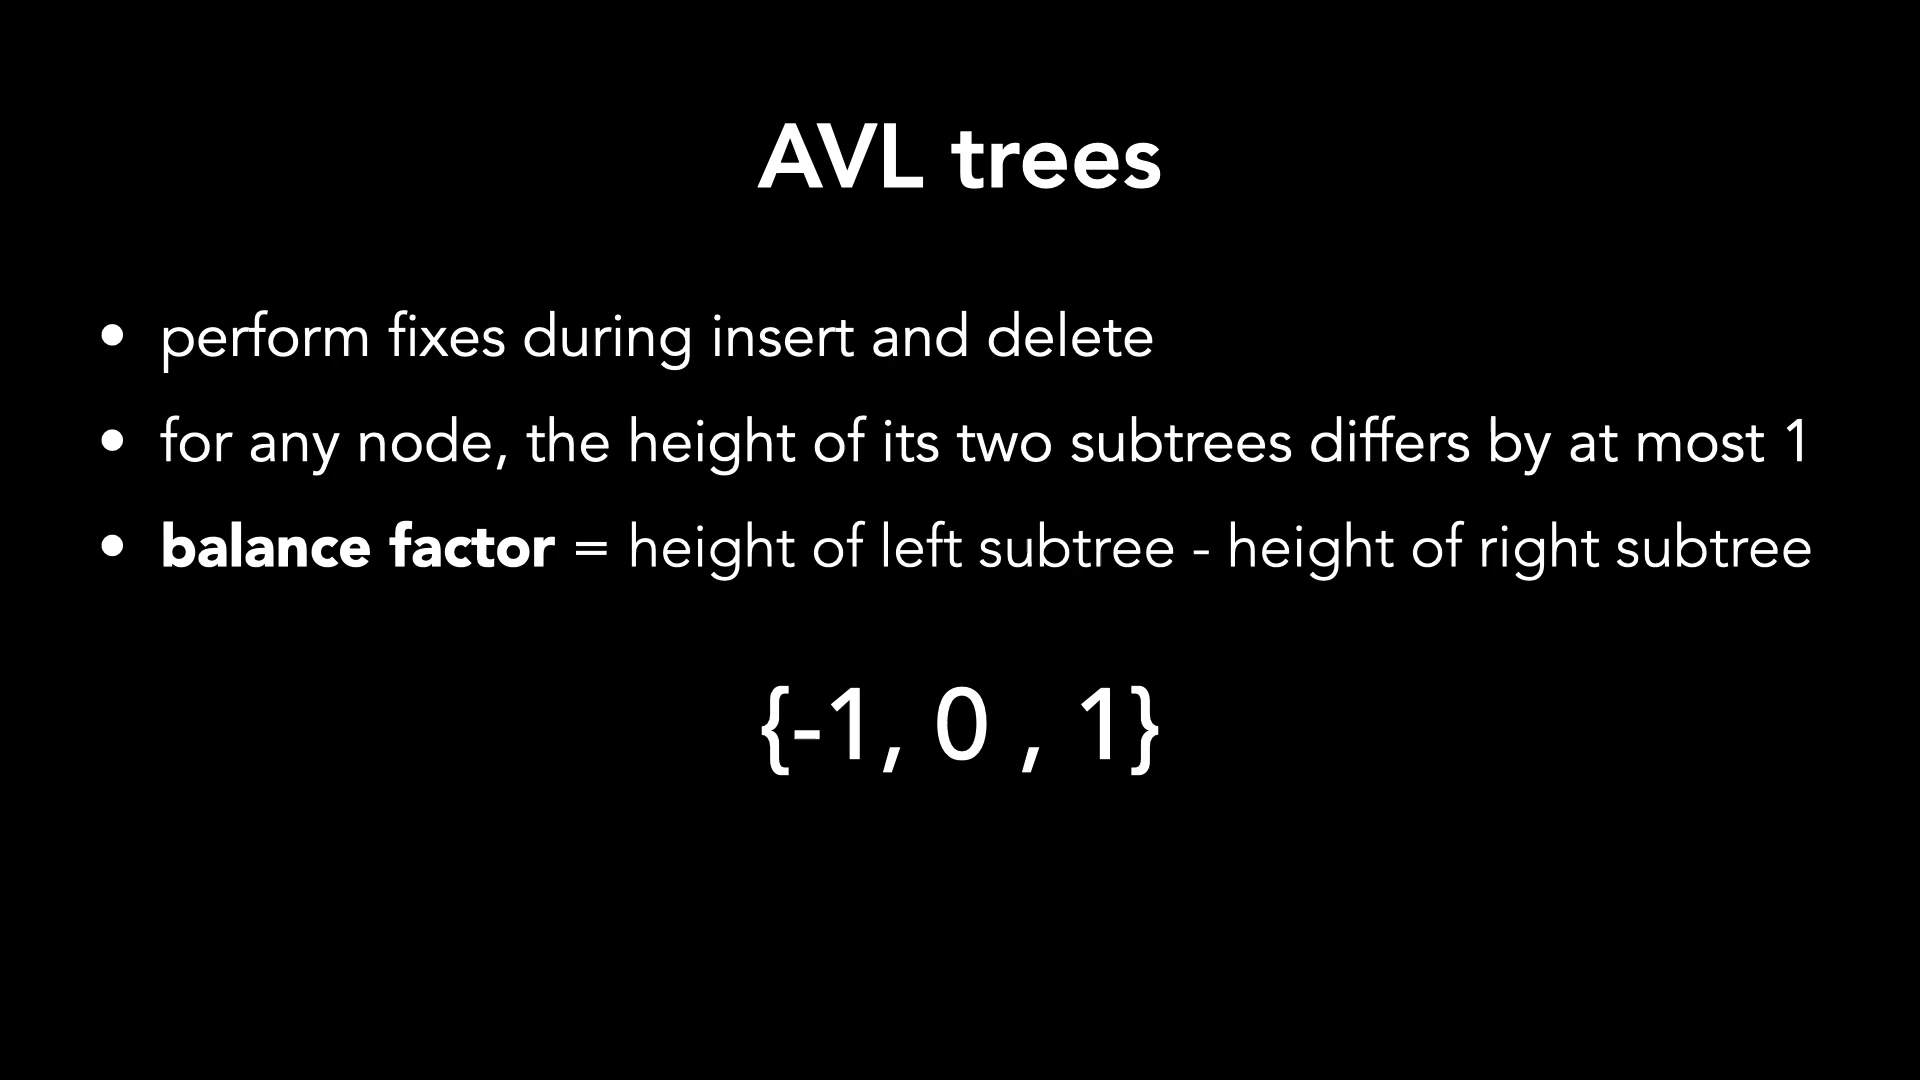 AVL trees
• perform fixes during insert and delete
• for any node, the height of its two subtrees differs by at most 1
• balance factor = height of left subtree - height of right subtree
{-1, 0 , 1}